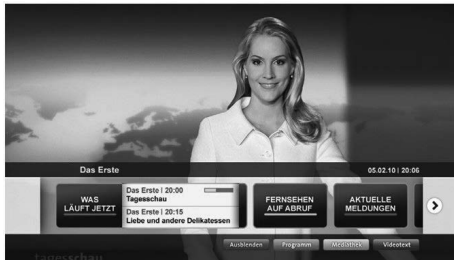 Das Erste
05.02.10 | 20:06
WAS
LÄUFT JETZT
Das Erste | 20:00
Tagesschau
Das Erste | 20:15
Liebe und andere Delikatessen
FERNSEHEN
AUF ABRUF
AKTUELLE
MELDUNGEN
Ausblenden
Programm
Mediathek
Videotext
tagesschau